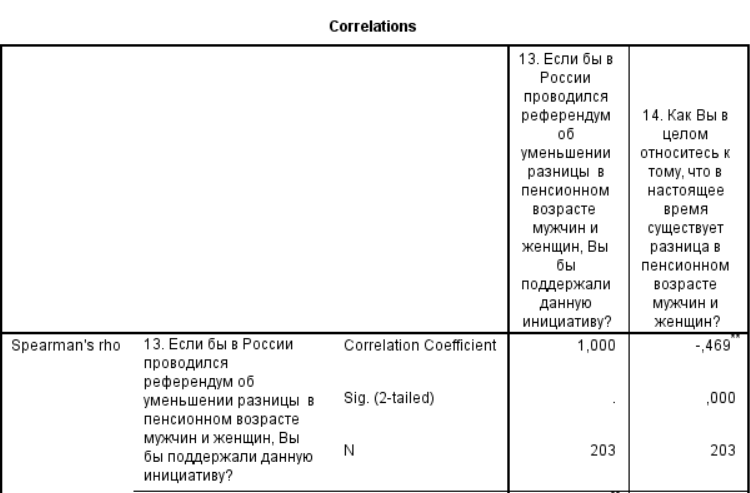 Correlations
13. Если бы в
России
проводился
референдум
об
уменьшении
разницы в
пенсионном
возрасте
мужчин и
женщин, Вы
бы
поддержали
данную
инициативу?
14. Как Вы в
целом
относитесь к
тому, что в
настоящее
время
существует
разница в
пенсионном
возрасте
мужчин и
женщин?
Spearman's rho
13. Если бы в России
проводился
референдум об
уменьшении разницы в
пенсионном возрасте
мужчин и женщин, Вы
бы поддержали данную
инициативу?
Correlation Coefficient 1,000 -,469**
Sig. (2-tailed) . ,000
N 203 203